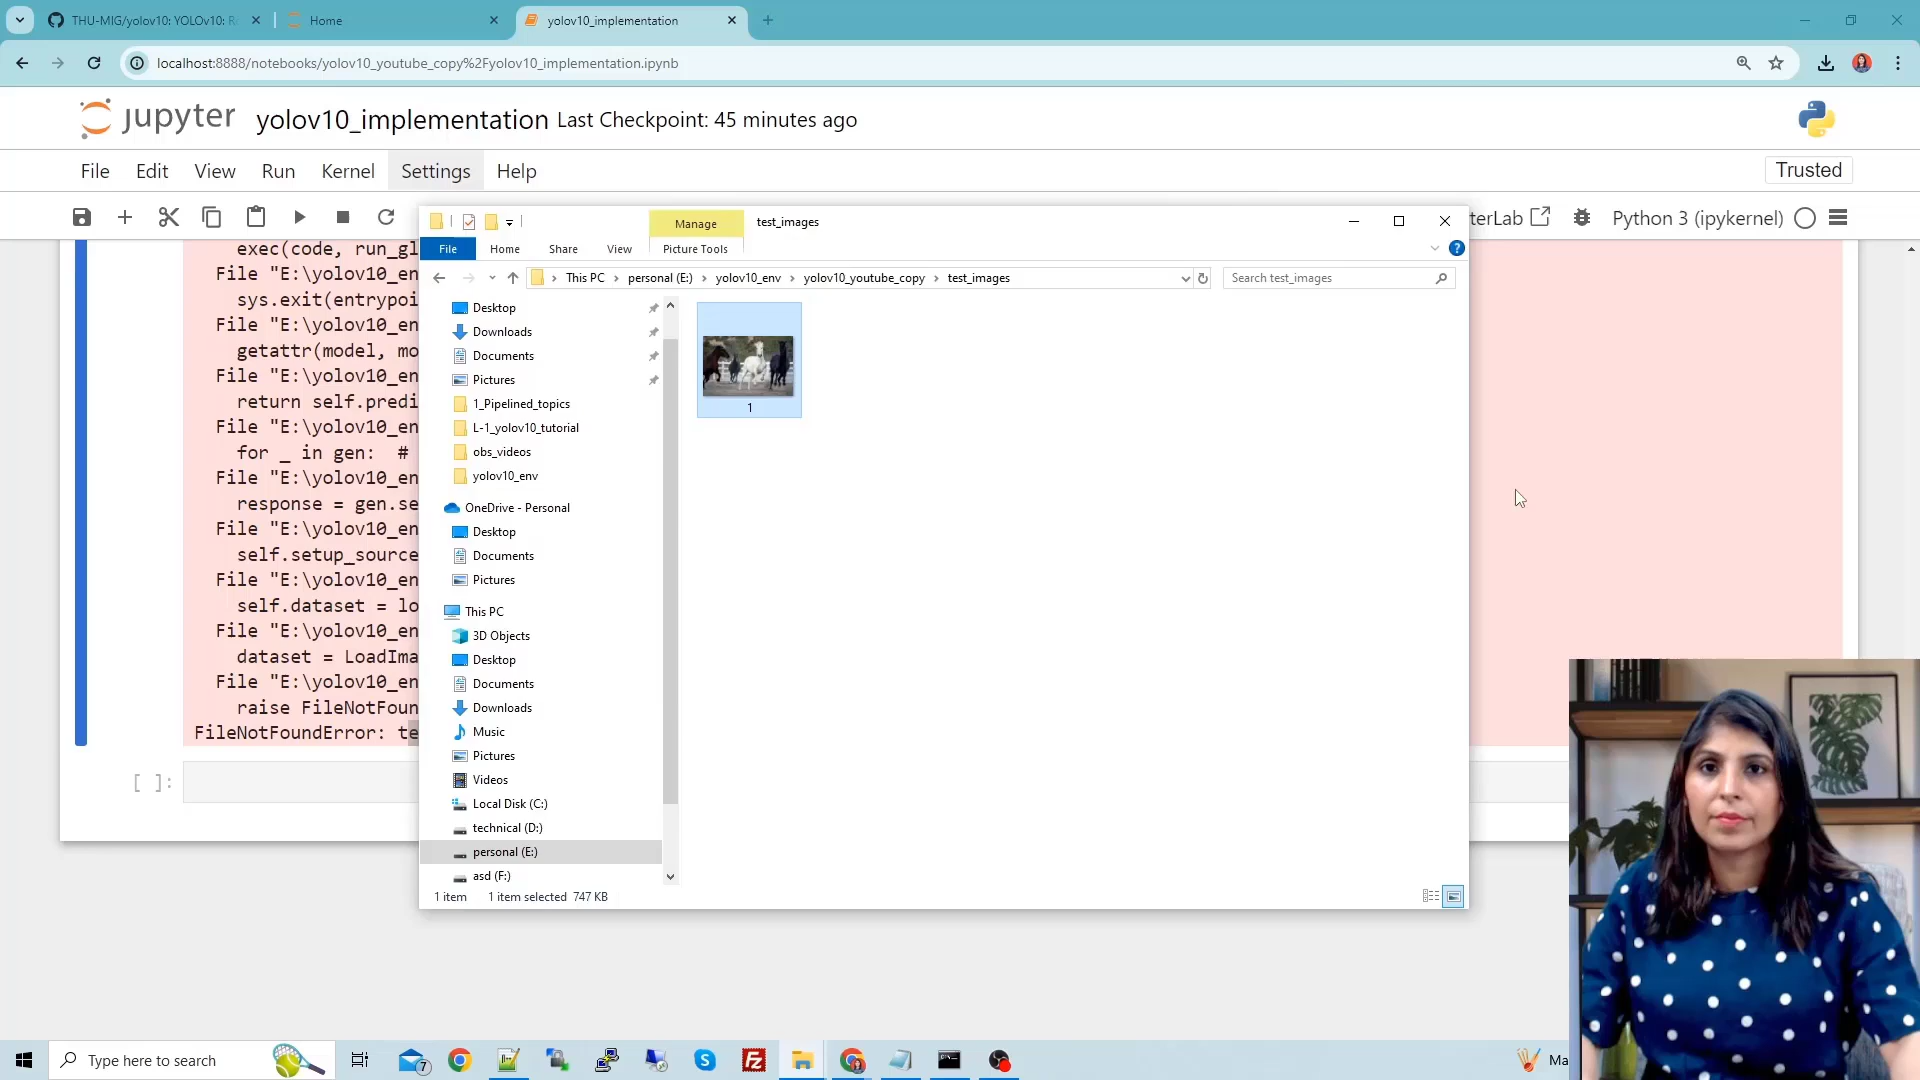 THU-MIG/yolov10: YOLOv10: R
Home
yolov10_implementation
localhost:8888/notebooks/yolov10_youtube_copy%2Fyolov10_implementation.ipynb
jupyter
yolov10_implementation Last Checkpoint: 45 minutes ago
File Edit View Run Kernel Settings Help
Trusted
terLab
Python 3 (ipykernel)
exec(code, run_gl
File "E:\yolov10_en
sys.exit(entrypoi
File "E:\yolov10_en
getattr(model, mo
File "E:\yolov10_en
return self.predi
File "E:\yolov10_en
for _ in gen:  #
File "E:\yolov10_en
response = gen.se
File "E:\yolov10_en
self.setup_source
File "E:\yolov10_en
self.dataset = lo
File "E:\yolov10_en
dataset = LoadIma
File "E:\yolov10_en
raise FileNotFoun
FileNotFoundError: te
[ ]:
Manage
test_images
File Home Share View Picture Tools
This PC › personal (E:) › yolov10_env › yolov10_youtube_copy › test_images
Search test_images
Desktop
Downloads
Documents
Pictures
1_Pipelined_topics
L-1_yolov10_tutorial
obs_videos
yolov10_env
OneDrive - Personal
Desktop
Documents
Pictures
This PC
3D Objects
Desktop
Documents
Downloads
Music
Pictures
Videos
Local Disk (C:)
technical (D:)
personal (E:)
asd (F:)
1
1 item 1 item selected 747 KB
Type here to search
7
Ma